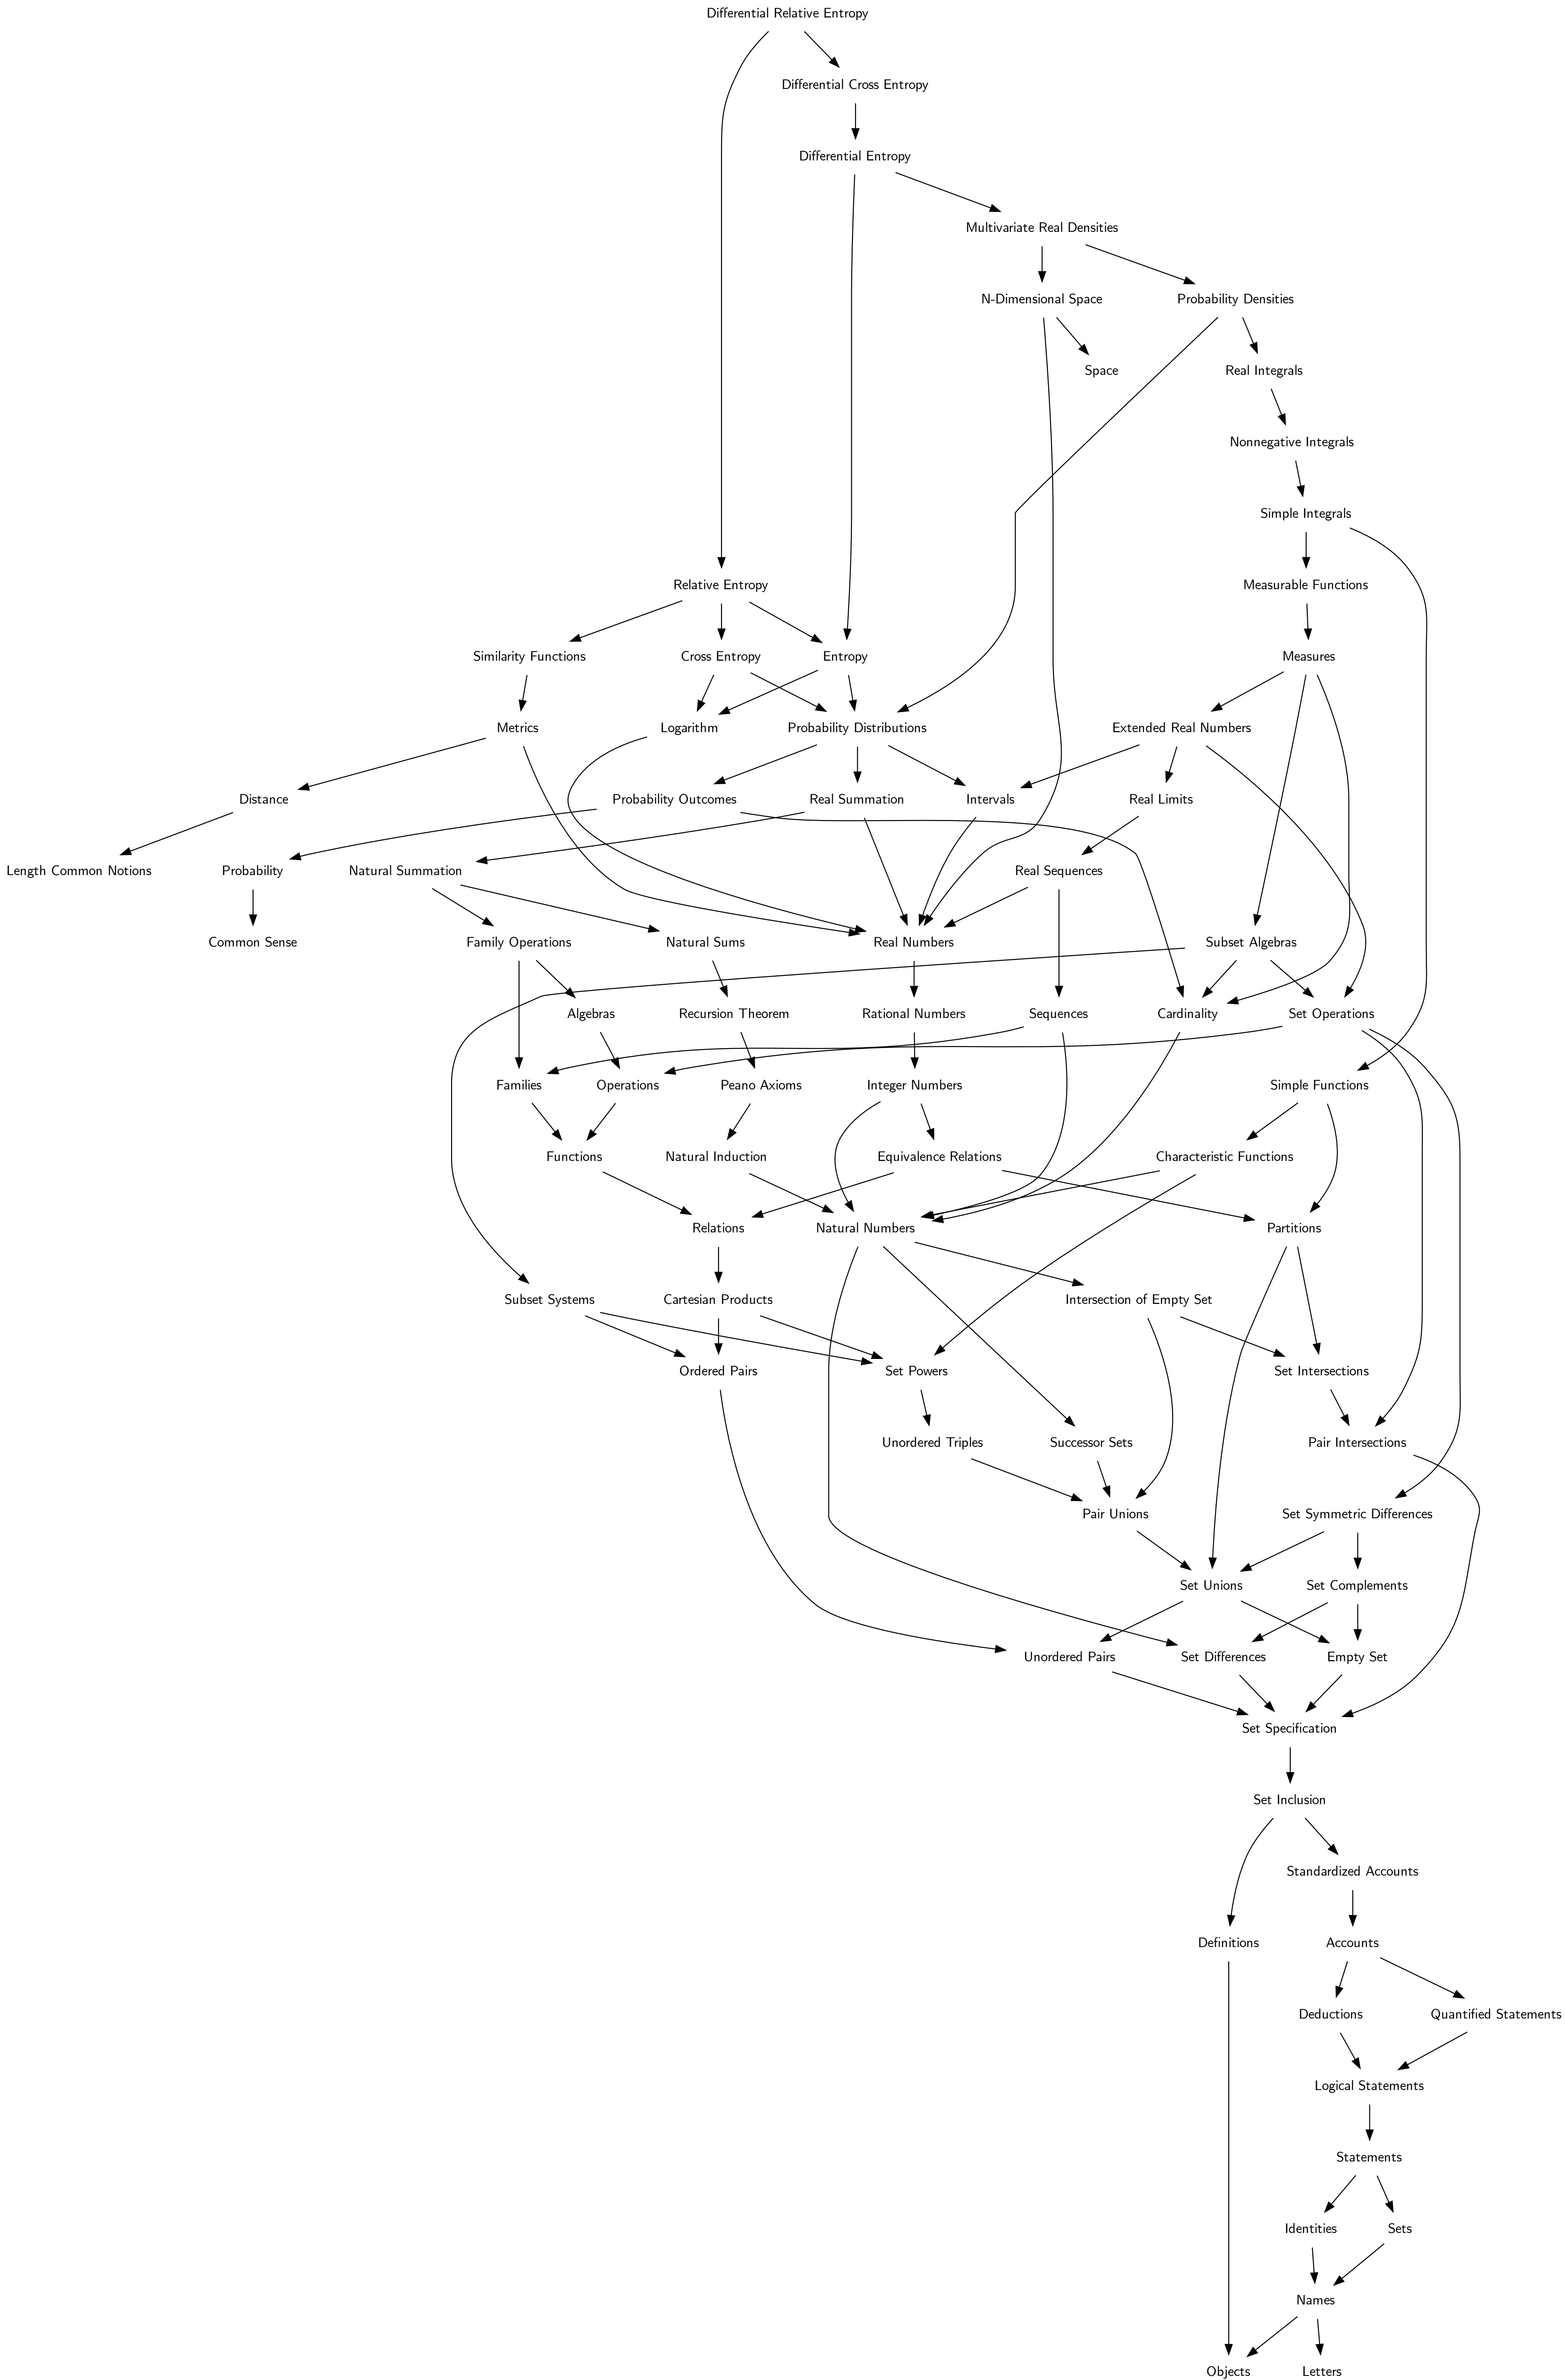 Differential Relative Entropy
Differential Cross Entropy
Differential Entropy
Multivariate Real Densities
N-Dimensional Space
Probability Densities
Space
Real Integrals
Nonnegative Integrals
Simple Integrals
Relative Entropy
Measurable Functions
Similarity Functions
Cross Entropy
Entropy
Measures
Metrics
Logarithm
Probability Distributions
Extended Real Numbers
Distance
Probability Outcomes
Real Summation
Intervals
Real Limits
Length Common Notions
Probability
Natural Summation
Real Sequences
Common Sense
Family Operations
Natural Sums
Real Numbers
Subset Algebras
Algebras
Recursion Theorem
Rational Numbers
Sequences
Cardinality
Set Operations
Families
Operations
Peano Axioms
Integer Numbers
Simple Functions
Functions
Natural Induction
Equivalence Relations
Characteristic Functions
Relations
Natural Numbers
Partitions
Subset Systems
Cartesian Products
Intersection of Empty Set
Ordered Pairs
Set Powers
Set Intersections
Unordered Triples
Successor Sets
Pair Intersections
Pair Unions
Set Symmetric Differences
Set Unions
Set Complements
Unordered Pairs
Set Differences
Empty Set
Set Specification
Set Inclusion
Standardized Accounts
Definitions
Accounts
Deductions
Quantified Statements
Logical Statements
Statements
Identities
Sets
Names
Objects
Letters